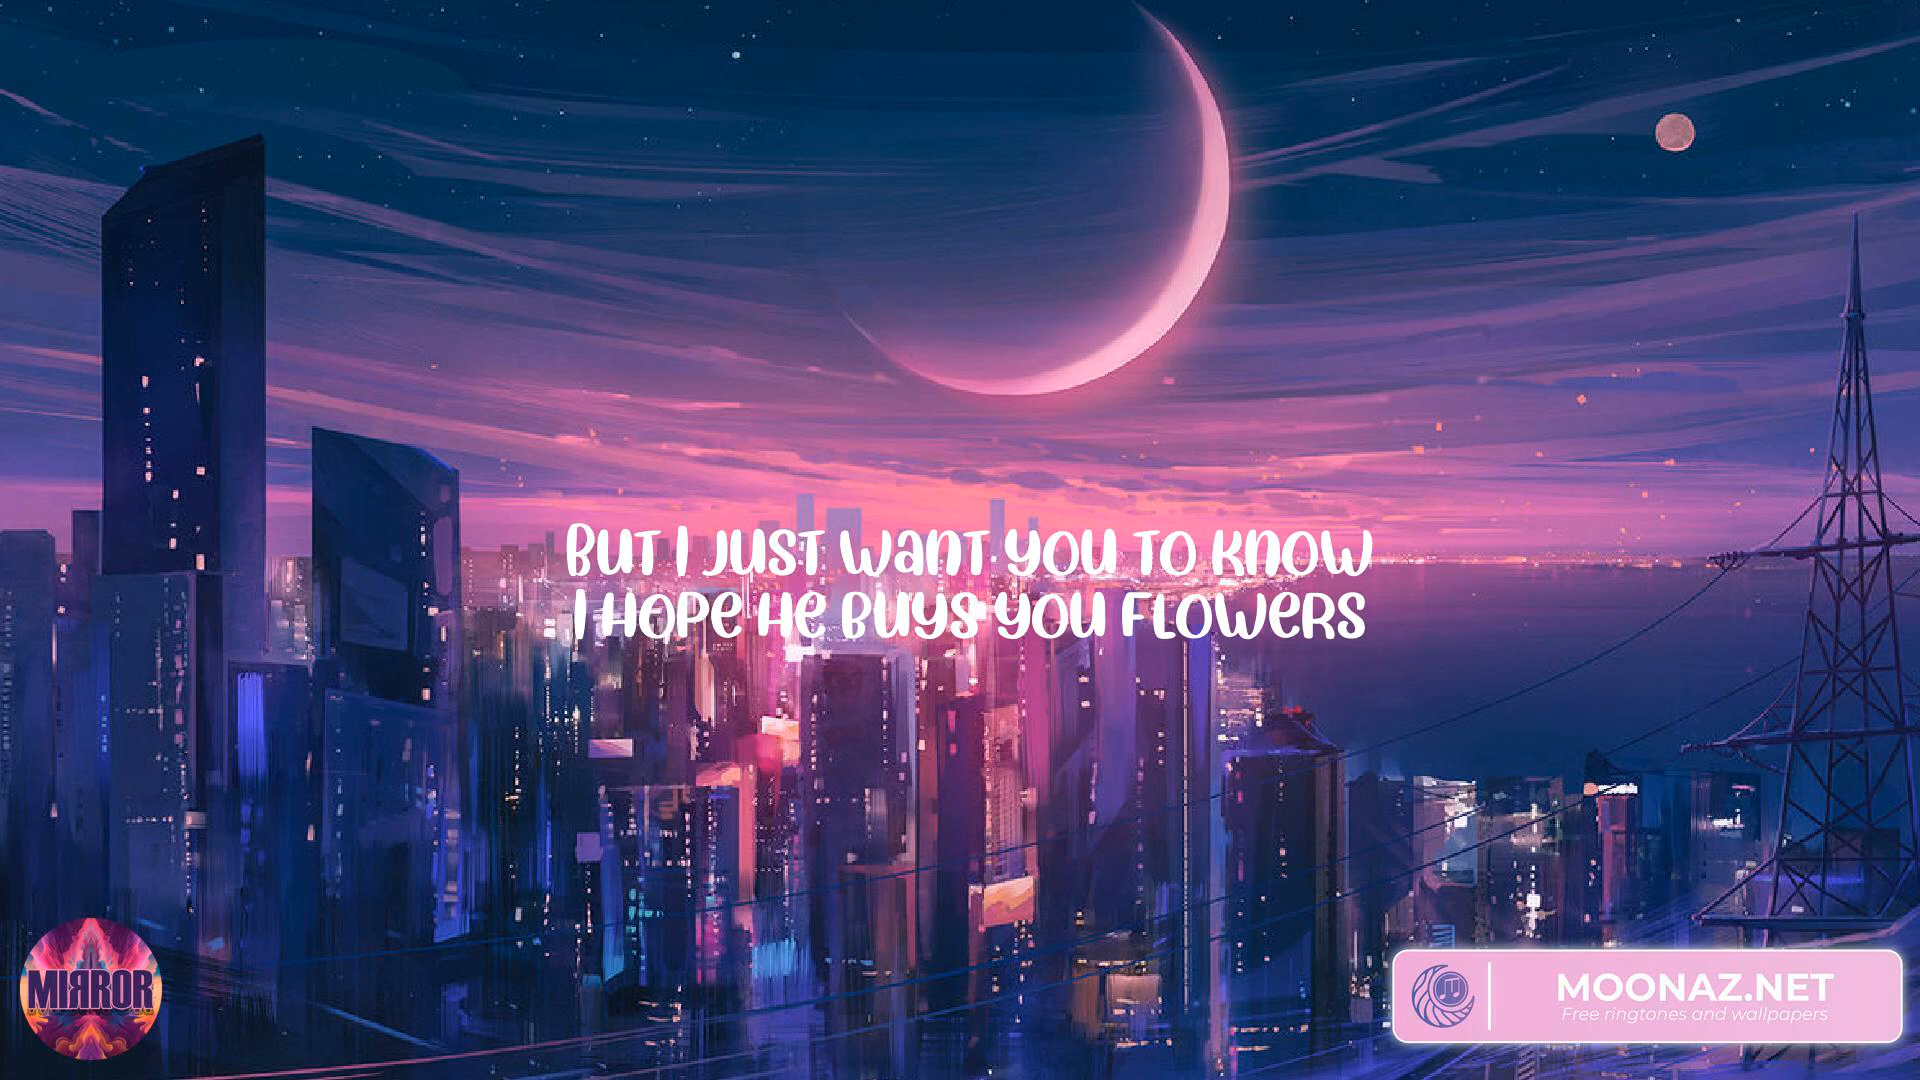 BUT I JUST WANT YOU TO KNOW
I HOPE HE BUYS YOU FLOWERS
MIRROR
MOONAZ.NET
Free ringtones and wallpapers